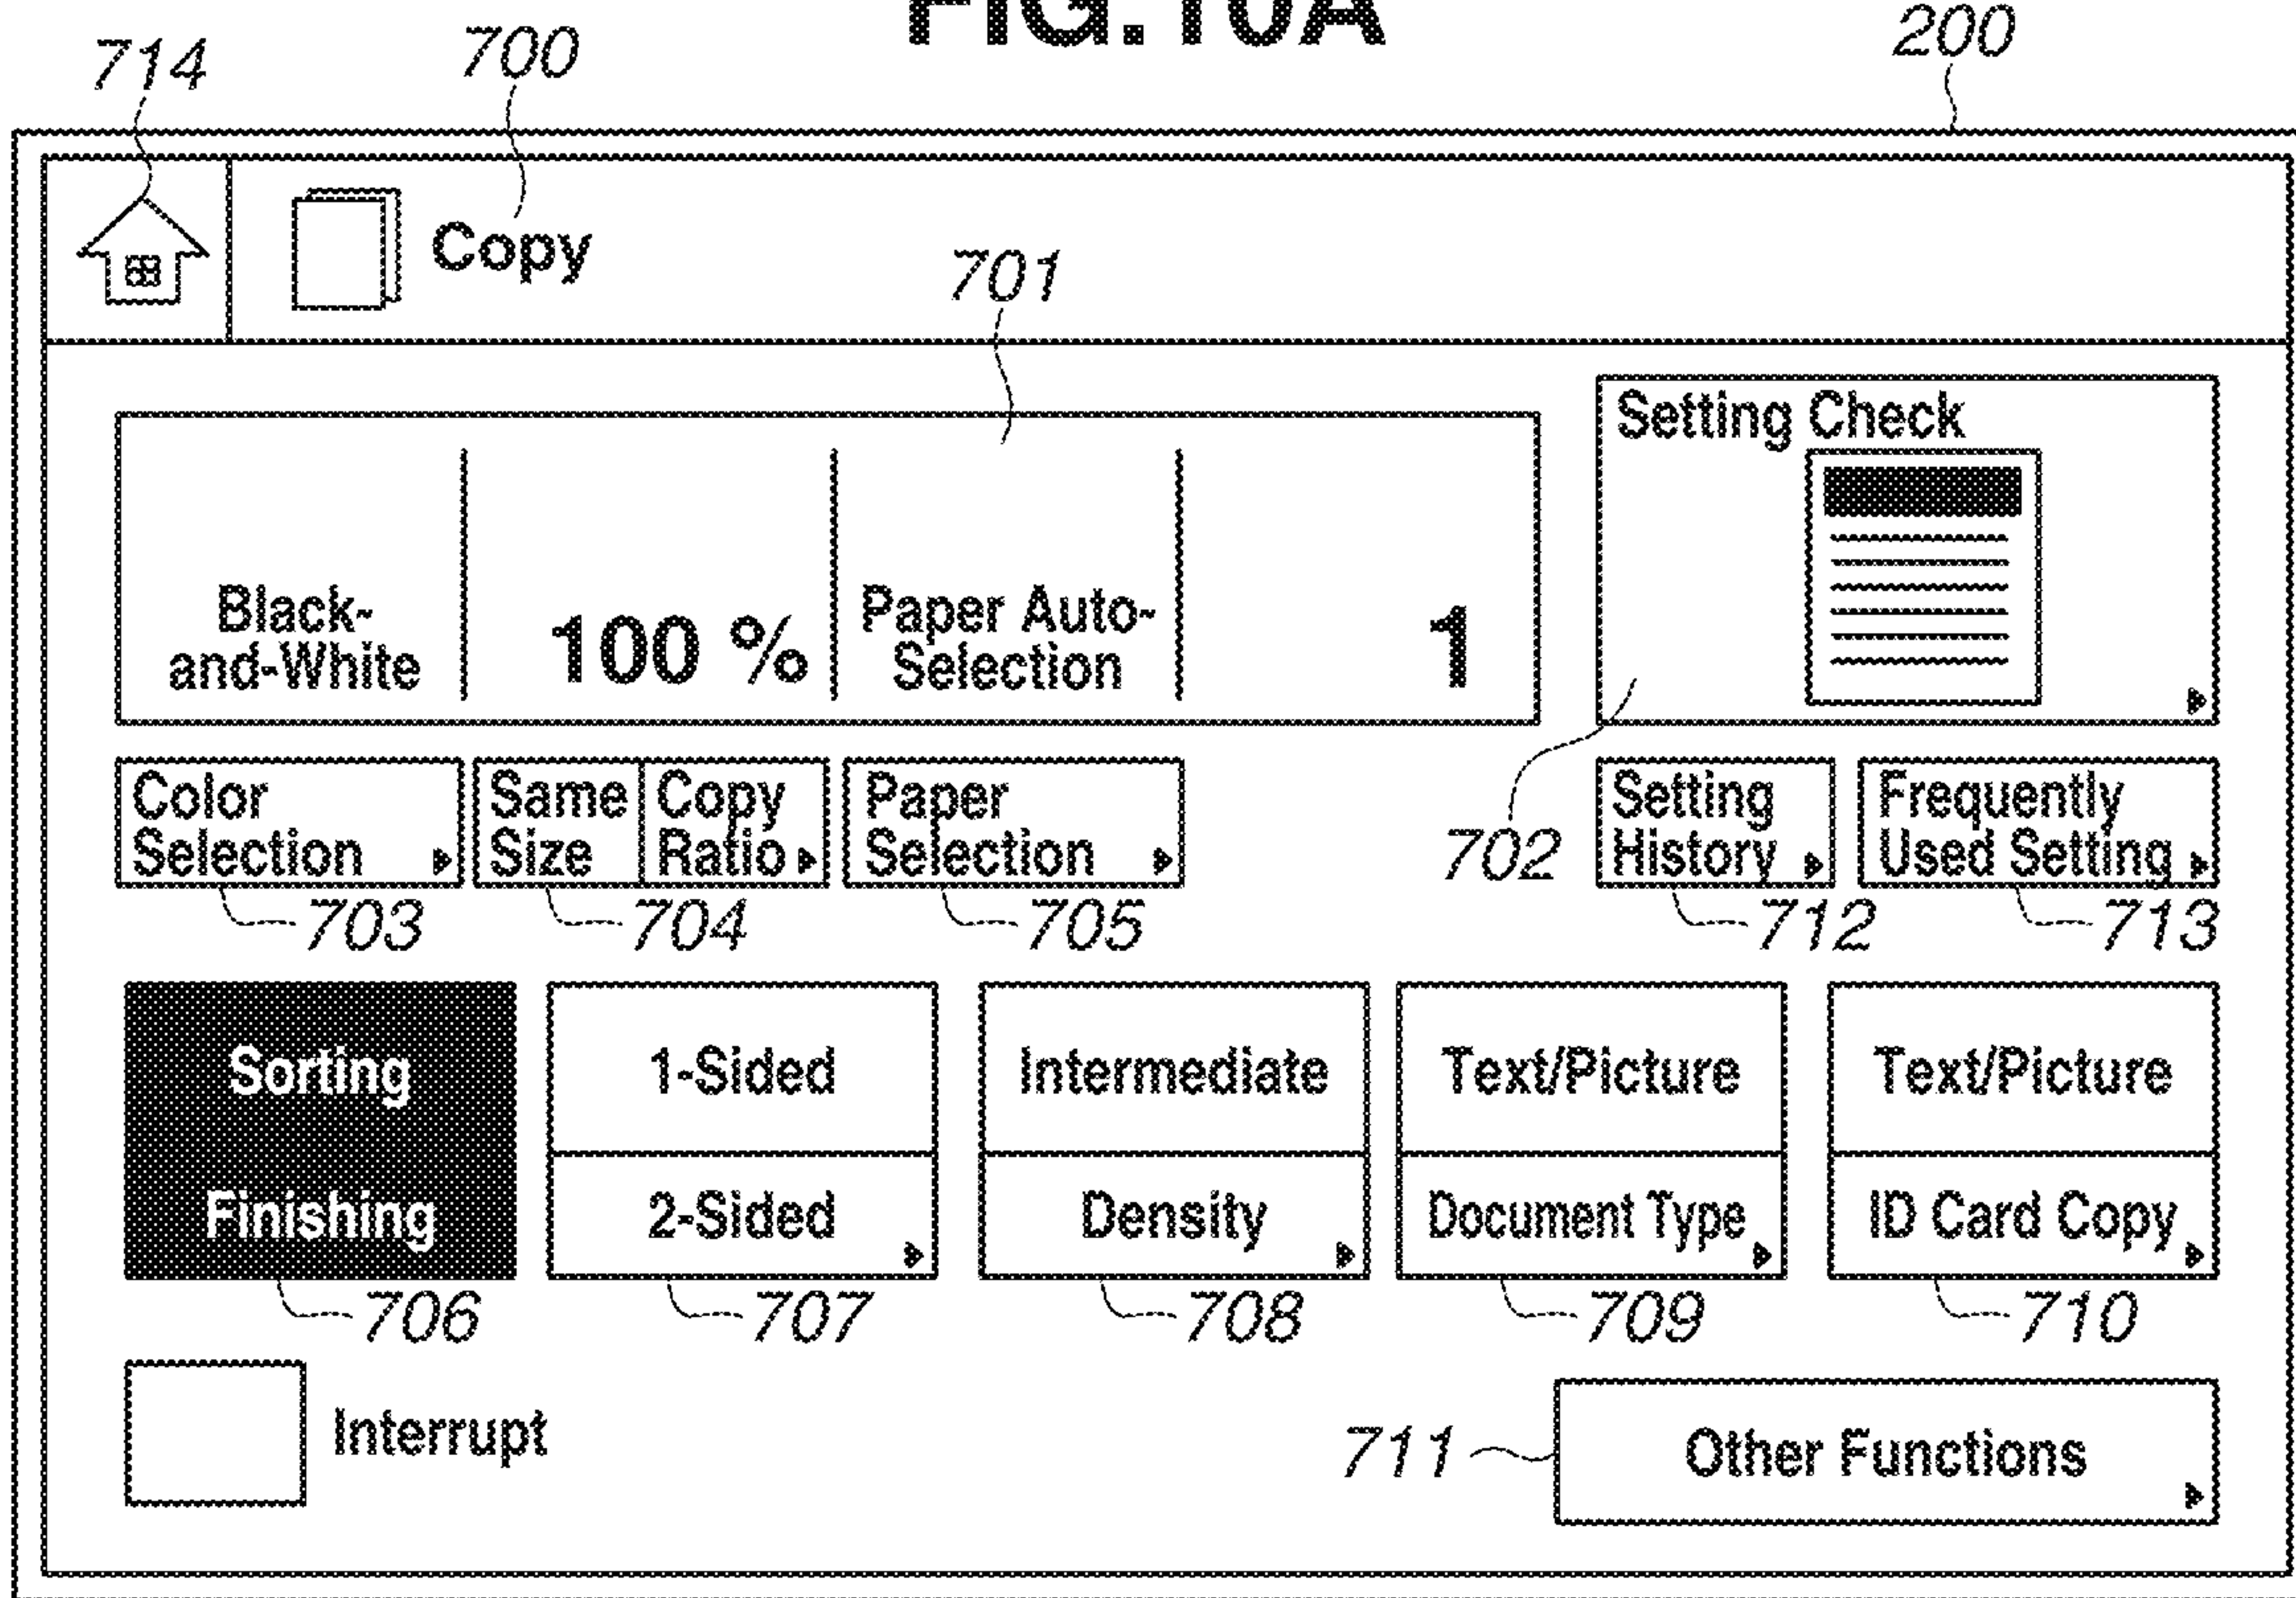 FIG.10A
714
700
200
Copy
701
Setting Check
Black-
and-White
100 %
Paper Auto-
Selection
1
702
Color
Selection
Same
Size
Copy
Ratio
Paper
Selection
Setting
History
Frequently
Used Setting
703
704
705
712
713
Sorting
Finishing
1-Sided
2-Sided
Intermediate
Density
Text/Picture
Document Type
Text/Picture
ID Card Copy
706
707
708
709
710
Interrupt
711
Other Functions